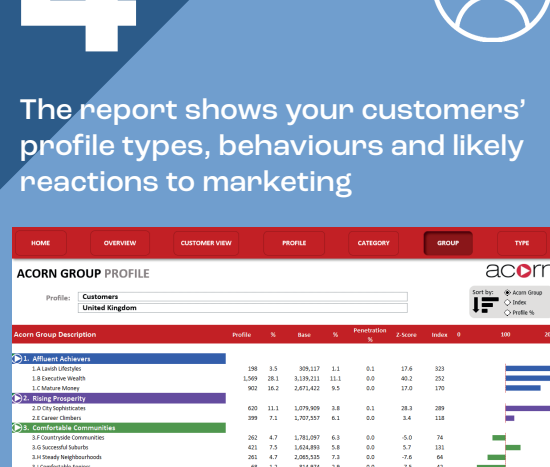 4
The report shows your customers'
profile types, behaviours and likely
reactions to marketing
HOME OVERVIEW CUSTOMER VIEW PROFILE CATEGORY GROUP TYPE
ACORN GROUP PROFILE
acorn
Profile: Customers
United Kingdom
Sort by: Acorn Group
Index
Profile %
Acorn Group Description Profile % Base % Penetration % Z-Score Index 0 100 20
1. Affluent Achievers
1.A Lavish Lifestyles 198 3.5 309,117 1.1 0.1 17.6 323
1.B Executive Wealth 1,569 28.1 3,139,211 11.1 0.0 40.2 252
1.C Mature Money 902 16.2 2,671,422 9.5 0.0 17.0 170
2. Rising Prosperity
2.D City Sophisticates 620 11.1 1,079,909 3.8 0.1 28.3 289
2.E Career Climbers 399 7.1 1,707,557 6.1 0.0 3.4 118
3. Comfortable Communities
3.F Countryside Communities 262 4.7 1,781,097 6.3 0.0 -5.0 74
3.G Successful Suburbs 421 7.5 1,624,893 5.8 0.0 5.7 131
3.H Steady Neighbourhoods 261 4.7 2,065,535 7.3 0.0 -7.6 64